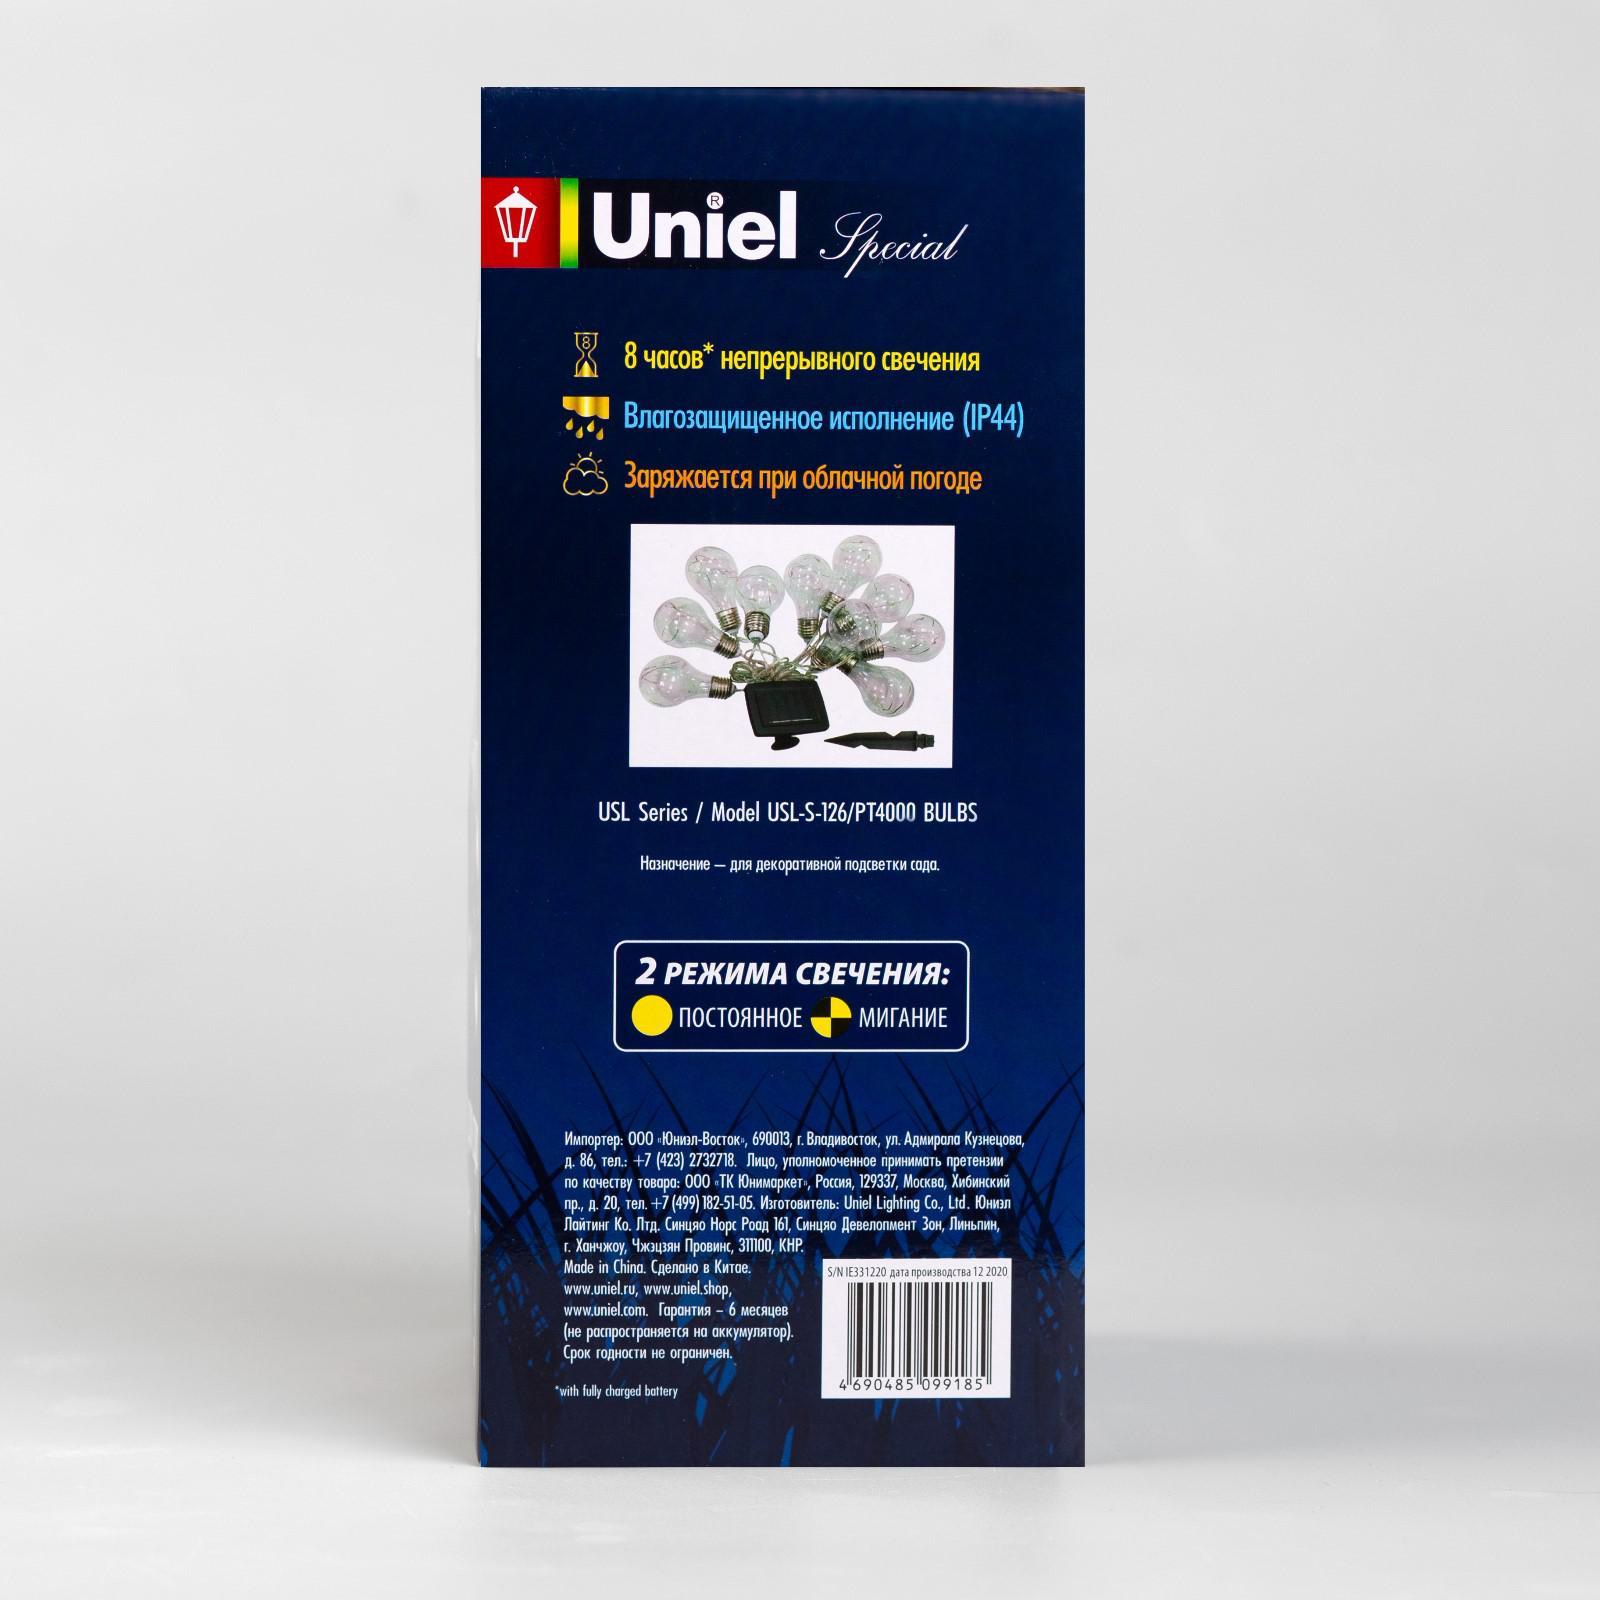 Uniel® Special
8 часов* непрерывного свечения
Влагозащищенное исполнение (IP44)
Заряжается при облачной погоде
USL Series / Model USL-S-126/PT4000 BULBS
Назначение — для декоративной подсветки сада.
2 РЕЖИМА СВЕЧЕНИЯ:
ПОСТОЯННОЕ МИГАНИЕ
Импортер: ООО «Юниэл-Восток», 690013, г. Владивосток, ул. Адмирала Кузнецова,
д. 86, тел.: +7 (423) 2732718. Лицо, уполномоченное принимать претензии
по качеству товара: ООО «ТК Юнимаркет», Россия, 129337, Москва, Хибинский
пр., д. 20, тел. +7 (499) 182-51-05. Изготовитель: Uniel Lighting Co., Ltd. Юниэл
Лайтинг Ко. Лтд. Синцяо Норс Роад 161, Синцяо Девелопмент Зон, Линьпин,
г. Ханчжоу, Чжэцзян Провинс, 311100, КНР.
Made in China. Сделано в Китае.
www.uniel.ru, www.uniel.shop,
www.uniel.com. Гарантия – 6 месяцев
(не распространяется на аккумулятор).
Срок годности не ограничен.
*with fully charged battery
S/N IE331220 дата производства 12 2020
4 690485 099185